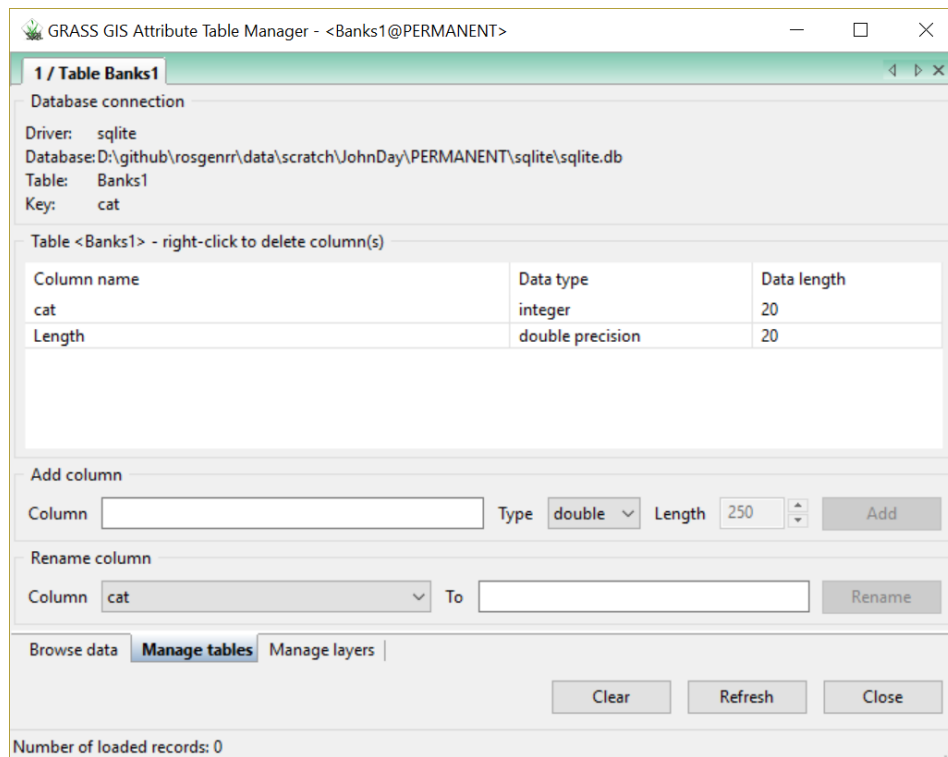 GRASS GIS Attribute Table Manager - <Banks1@PERMANENT>
1 / Table Banks1
Database connection
Driver: sqlite
Database: D:\github\rosgenrr\data\scratch\JohnDay\PERMANENT\sqlite\sqlite.db
Table: Banks1
Key: cat
Table <Banks1> - right-click to delete column(s)
Column name Data type Data length
cat integer 20
Length double precision 20
Add column
Column Type double Length 250 Add
Rename column
Column cat To Rename
Browse data Manage tables Manage layers
Clear Refresh Close
Number of loaded records: 0